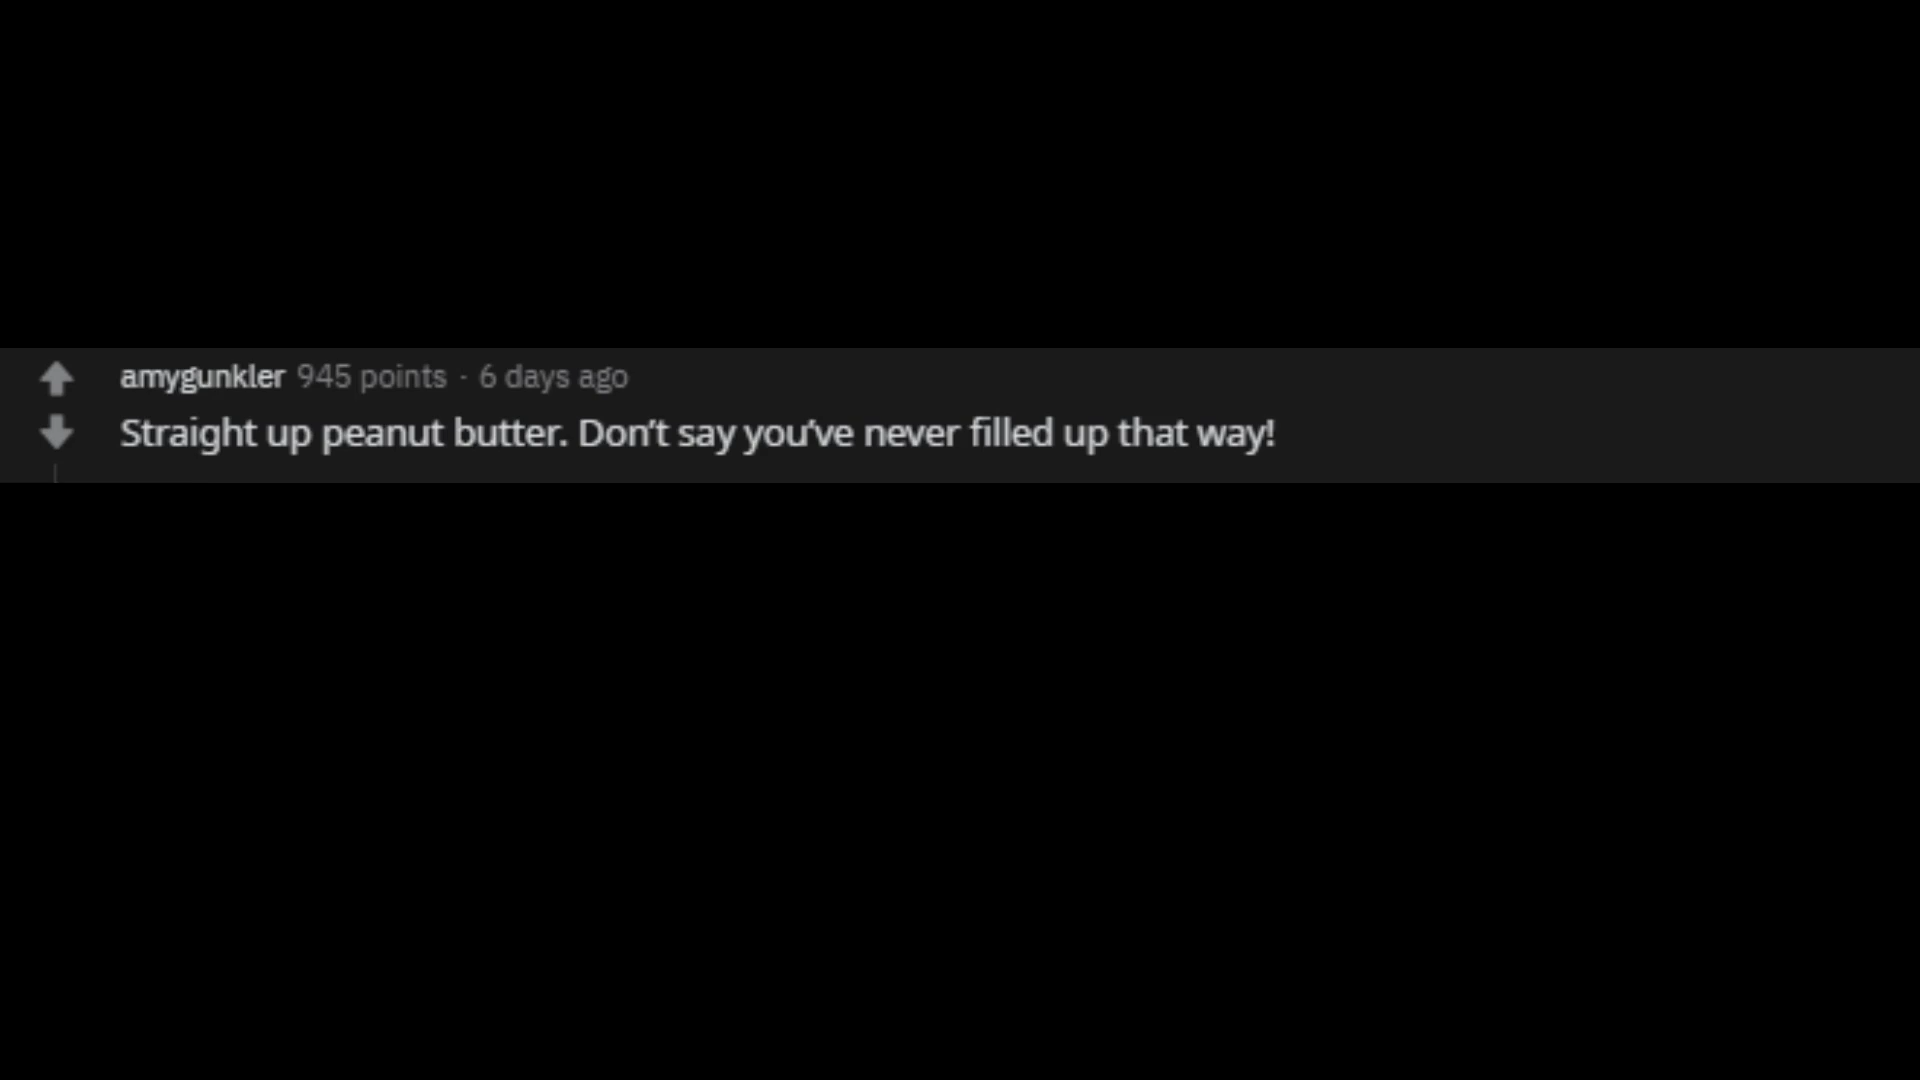 amygunkler 945 points · 6 days ago
Straight up peanut butter. Don’t say you’ve never filled up that way!